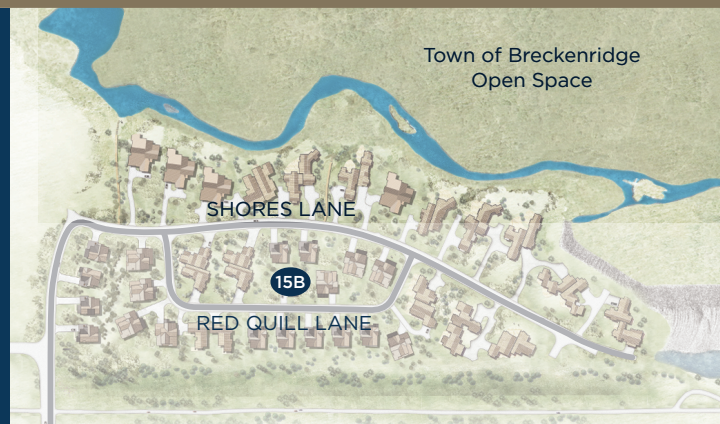 Town of Breckenridge
Open Space
SHORES LANE
15B
RED QUILL LANE